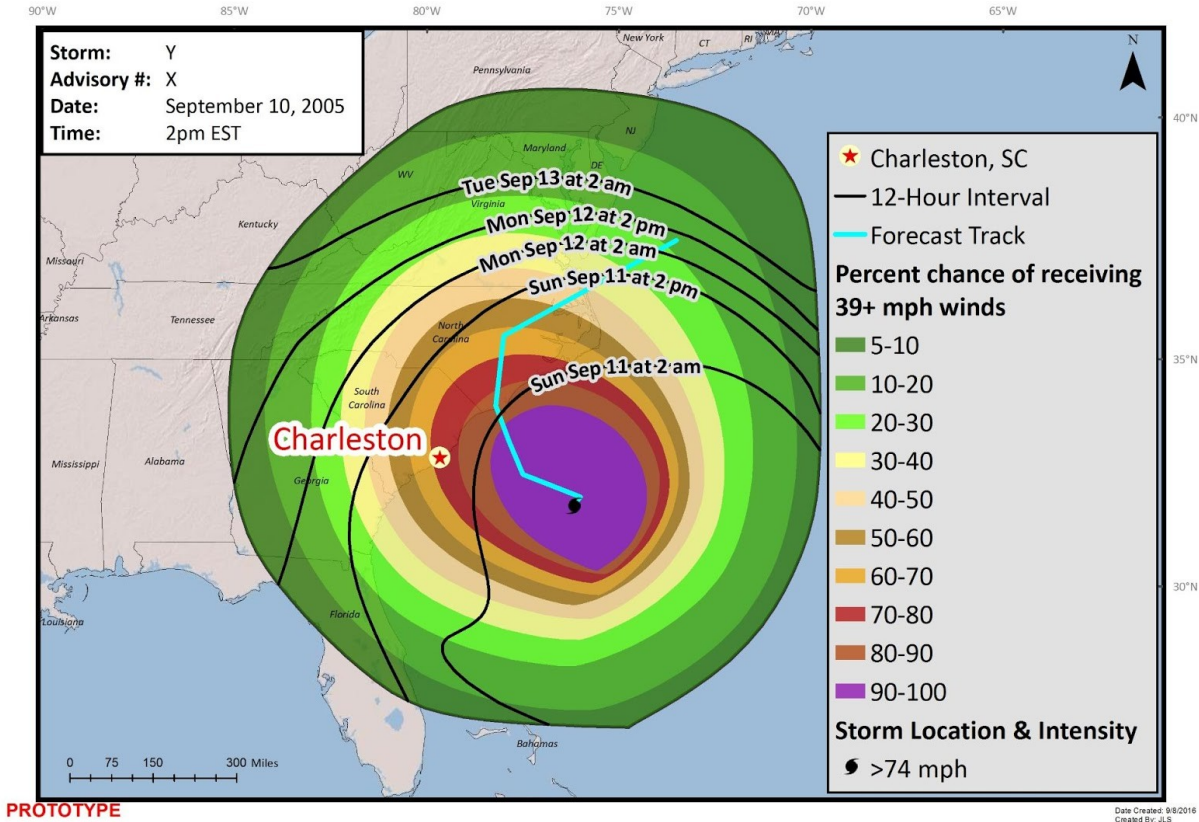 90°W 85°W 80°W 75°W 70°W 65°W
Storm: Y
Advisory #: X
Date: September 10, 2005
Time: 2pm EST
New York
CT
RI
MA
N
Pennsylvania
40°N
NJ
Maryland
DE
WV
Tue Sep 13 at 2 am
Virginia
Kentucky
Mon Sep 12 at 2 pm
Mon Sep 12 at 2 am
Missouri
Sun Sep 11 at 2 pm
Arkansas
Tennessee
North
Carolina
35°N
Sun Sep 11 at 2 am
South
Carolina
Charleston
Mississippi
Alabama
Georgia
30°N
Louisiana
Florida
Bahamas
Charleston, SC
12-Hour Interval
Forecast Track
Percent chance of receiving
39+ mph winds
5-10
10-20
20-30
30-40
40-50
50-60
60-70
70-80
80-90
90-100
Storm Location & Intensity
>74 mph
0 75 150 300 Miles
PROTOTYPE
Date Created: 9/8/2016
Created By: JLS